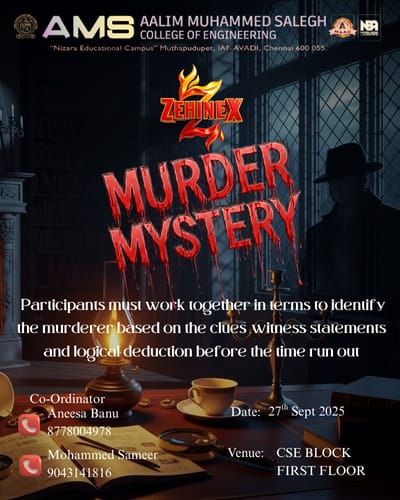 AMS AALIM MUHAMMED SALEGH
COLLEGE OF ENGINEERING
"Nizara Educational Campus" Muthapudupet, IAF-AVADI, Chennai 600 055.
ZEHINEX
MURDER
MYSTERY
Participants must work together in terms to identify
the murderer based on the clues ,witness statements
and logical deduction before the time run out
Co-Ordinator
Aneesa Banu
8778004978
Mohammed Sameer
9043141816
Date: 27th Sept 2025
Venue: CSE BLOCK
FIRST FLOOR